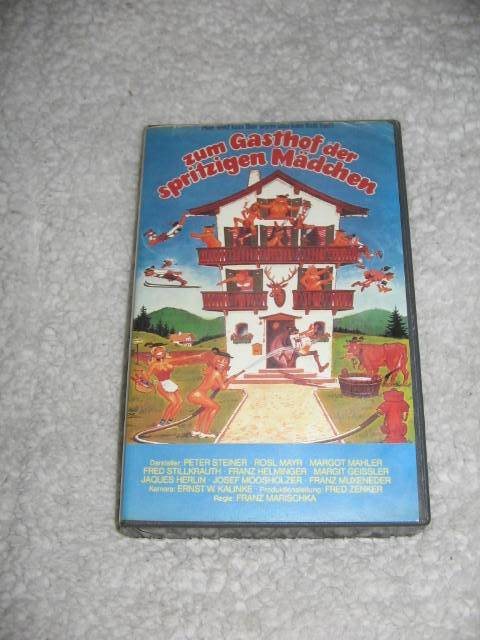 zum Gasthof der
spritzigen Mädchen
Darsteller: PETER STEINER · ROSL MAYR · MARGOT MAHLER
FRED STILLKRAUTH · FRANZ HELMINGER · MARGIT GEISSLER
JAQUES HERLIN · JOSEF MOOSHOLZER · FRANZ MUXENEDER
Kamera: ERNST W. KALINKE · Produktionsleitung: FRED ZENKER
Regie: FRANZ MARISCHKA